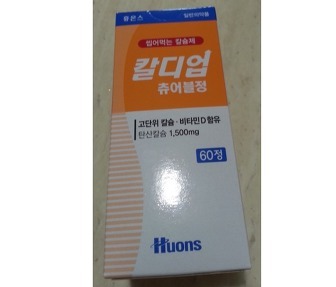 휴온스 일반의약품
씹어먹는 칼슘제
칼디업
츄어블정
고단위 칼슘·비타민D함유
탄산칼슘 1,500mg
60정
Huons